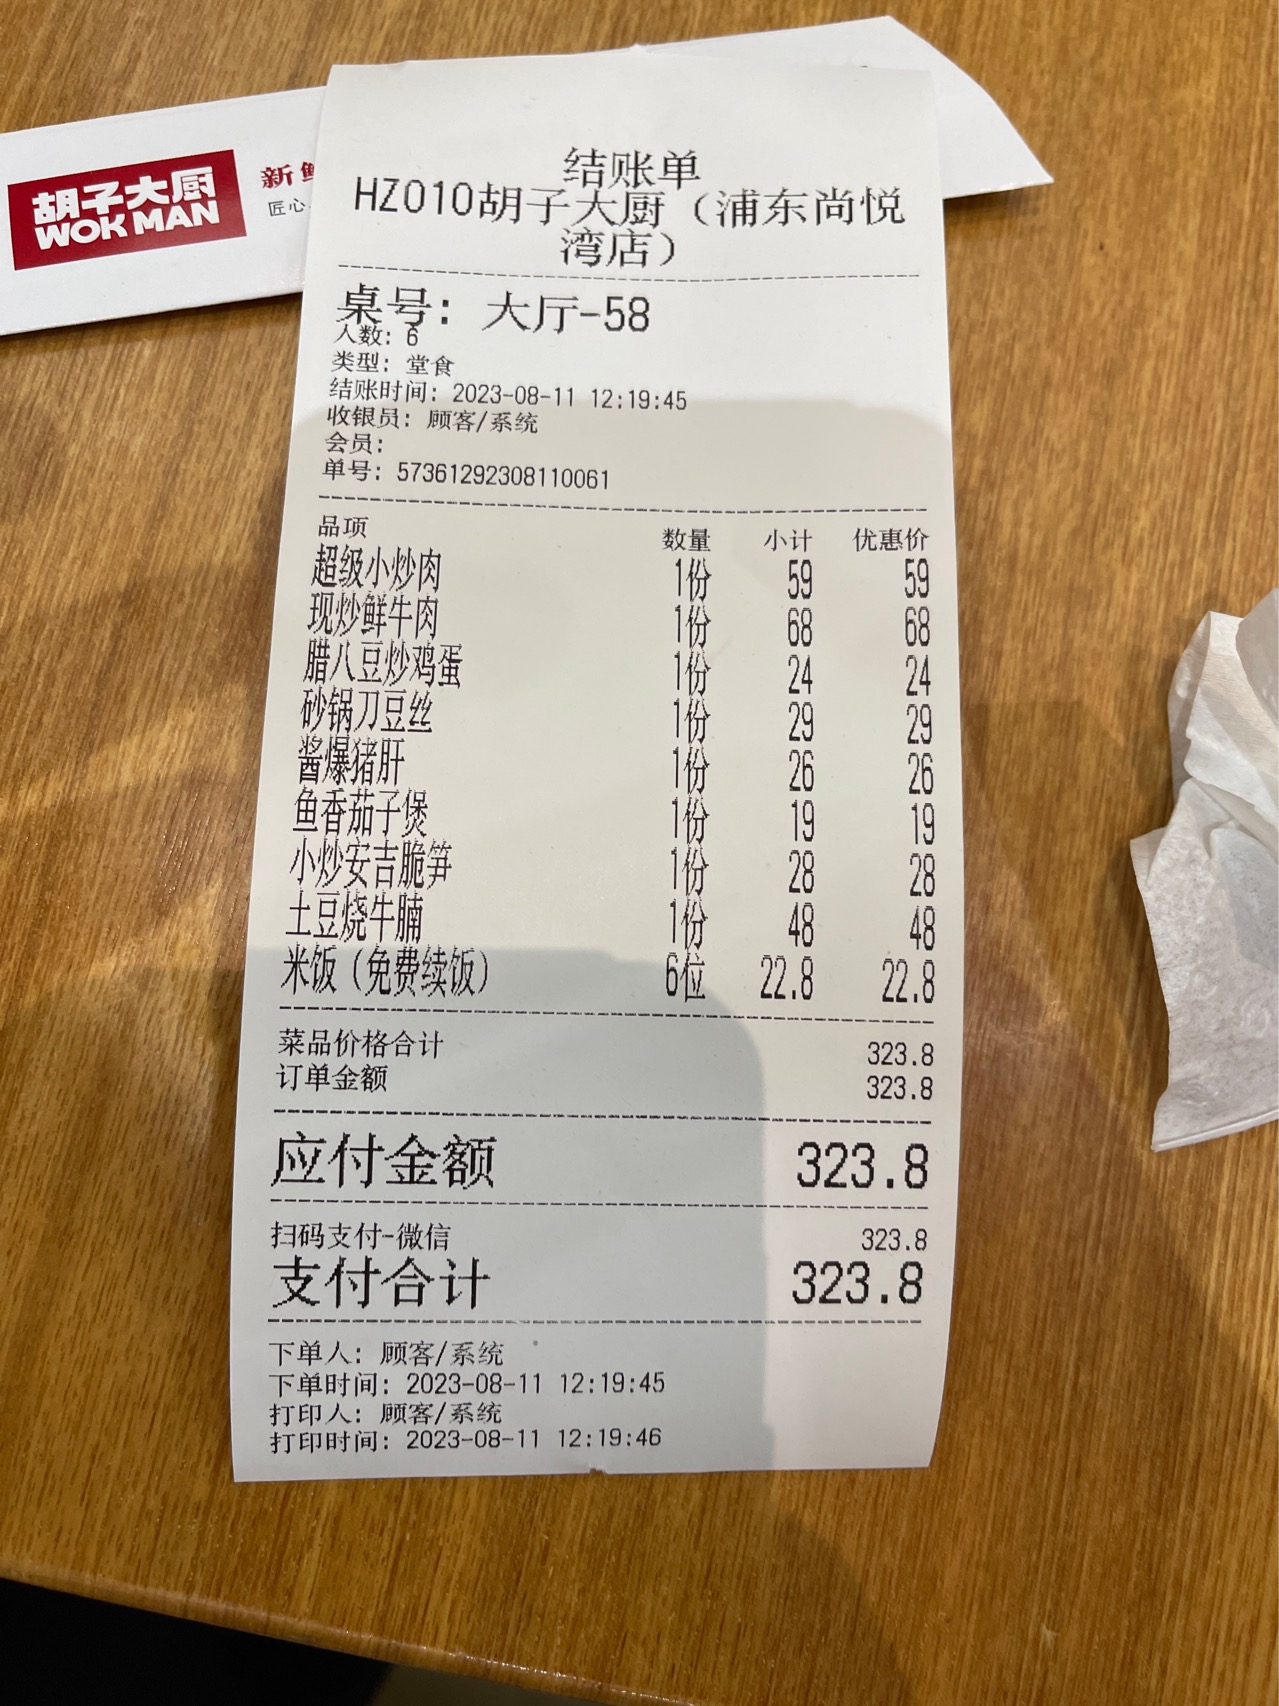 胡子大厨
WOK MAN
新
匠心
结账单
HZ010胡子大厨（浦东尚悦
湾店）
桌号：大厅-58
人数：6
类型：堂食
结账时间：2023-08-11 12:19:45
收银员：顾客/系统
会员：
单号：57361292308110061
品项 数量 小计 优惠价
超级小炒肉 1份 59 59
现炒鲜牛肉 1份 68 68
腊八豆炒鸡蛋 1份 24 24
砂锅刀豆丝 1份 29 29
酱爆猪肝 1份 26 26
鱼香茄子煲 1份 19 19
小炒安吉脆笋 1份 28 28
土豆烧牛腩 1份 48 48
米饭（免费续饭） 6位 22.8 22.8
菜品价格合计 323.8
订单金额 323.8
应付金额 323.8
扫码支付-微信 323.8
支付合计 323.8
下单人：顾客/系统
下单时间：2023-08-11 12:19:45
打印人：顾客/系统
打印时间：2023-08-11 12:19:46